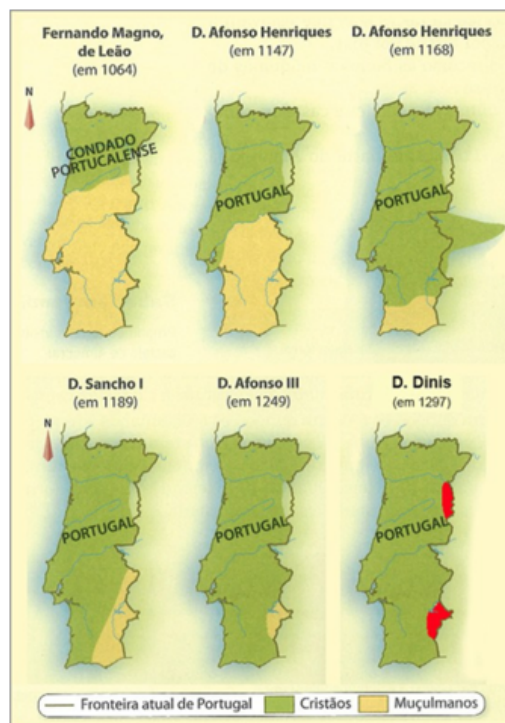 Fernando Magno,
de Leão
(em 1064)
D. Afonso Henriques
(em 1147)
D. Afonso Henriques
(em 1168)
N
CONDADO
PORTUCALENSE
PORTUGAL
PORTUGAL
D. Sancho I
(em 1189)
D. Afonso III
(em 1249)
D. Dinis
(em 1297)
N
PORTUGAL
PORTUGAL
PORTUGAL
Fronteira atual de Portugal
Cristãos
Muçulmanos